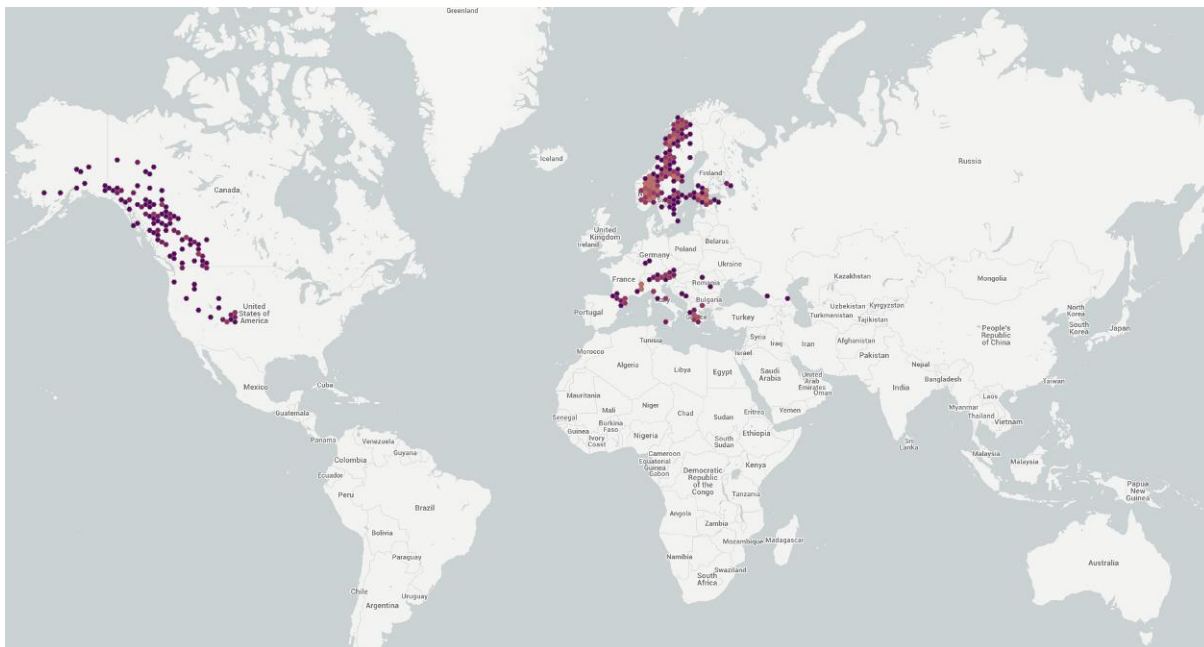 Greenland
Iceland
Russia
Finland
Canada
United
Kingdom
Ireland
Belarus
Poland
Germany
Ukraine
France
Kazakhstan
Mongolia
Romania
Bulgaria
Uzbekistan
Kyrgyzstan
North
Korea
United
States of
America
Portugal
Turkey
Turkmenistan
Tajikistan
South
Korea
Japan
People's
Republic
of China
Syria
Afghanistan
Tunisia
Iraq
Iran
Morocco
Israel
Pakistan
Algeria
Libya
Egypt
Saudi
Arabia
Nepal
United
Arab
Emirates
Bangladesh
Taiwan
Mexico
Cuba
Oman
India
Mauritania
Laos
Myanmar
Mali
Niger
Chad
Sudan
Eritrea
Yemen
Thailand
Vietnam
Guatemala
Senegal
Burkina
Faso
Guinea
Nigeria
Ivory
Coast
South
Sudan
Ethiopia
Panama
Venezuela
Guyana
Sri
Lanka
Cameroon
Malaysia
Malaysia
Colombia
Equatorial
Guinea
Gabon
Kenya
Ecuador
Democratic
Republic
of the
Congo
Peru
Tanzania
Papua
New
Guinea
Brazil
Angola
Zambia
Bolivia
Mozambique
Madagascar
Paraguay
Namibia
Swaziland
South
Africa
Australia
Chile
Uruguay
Argentina